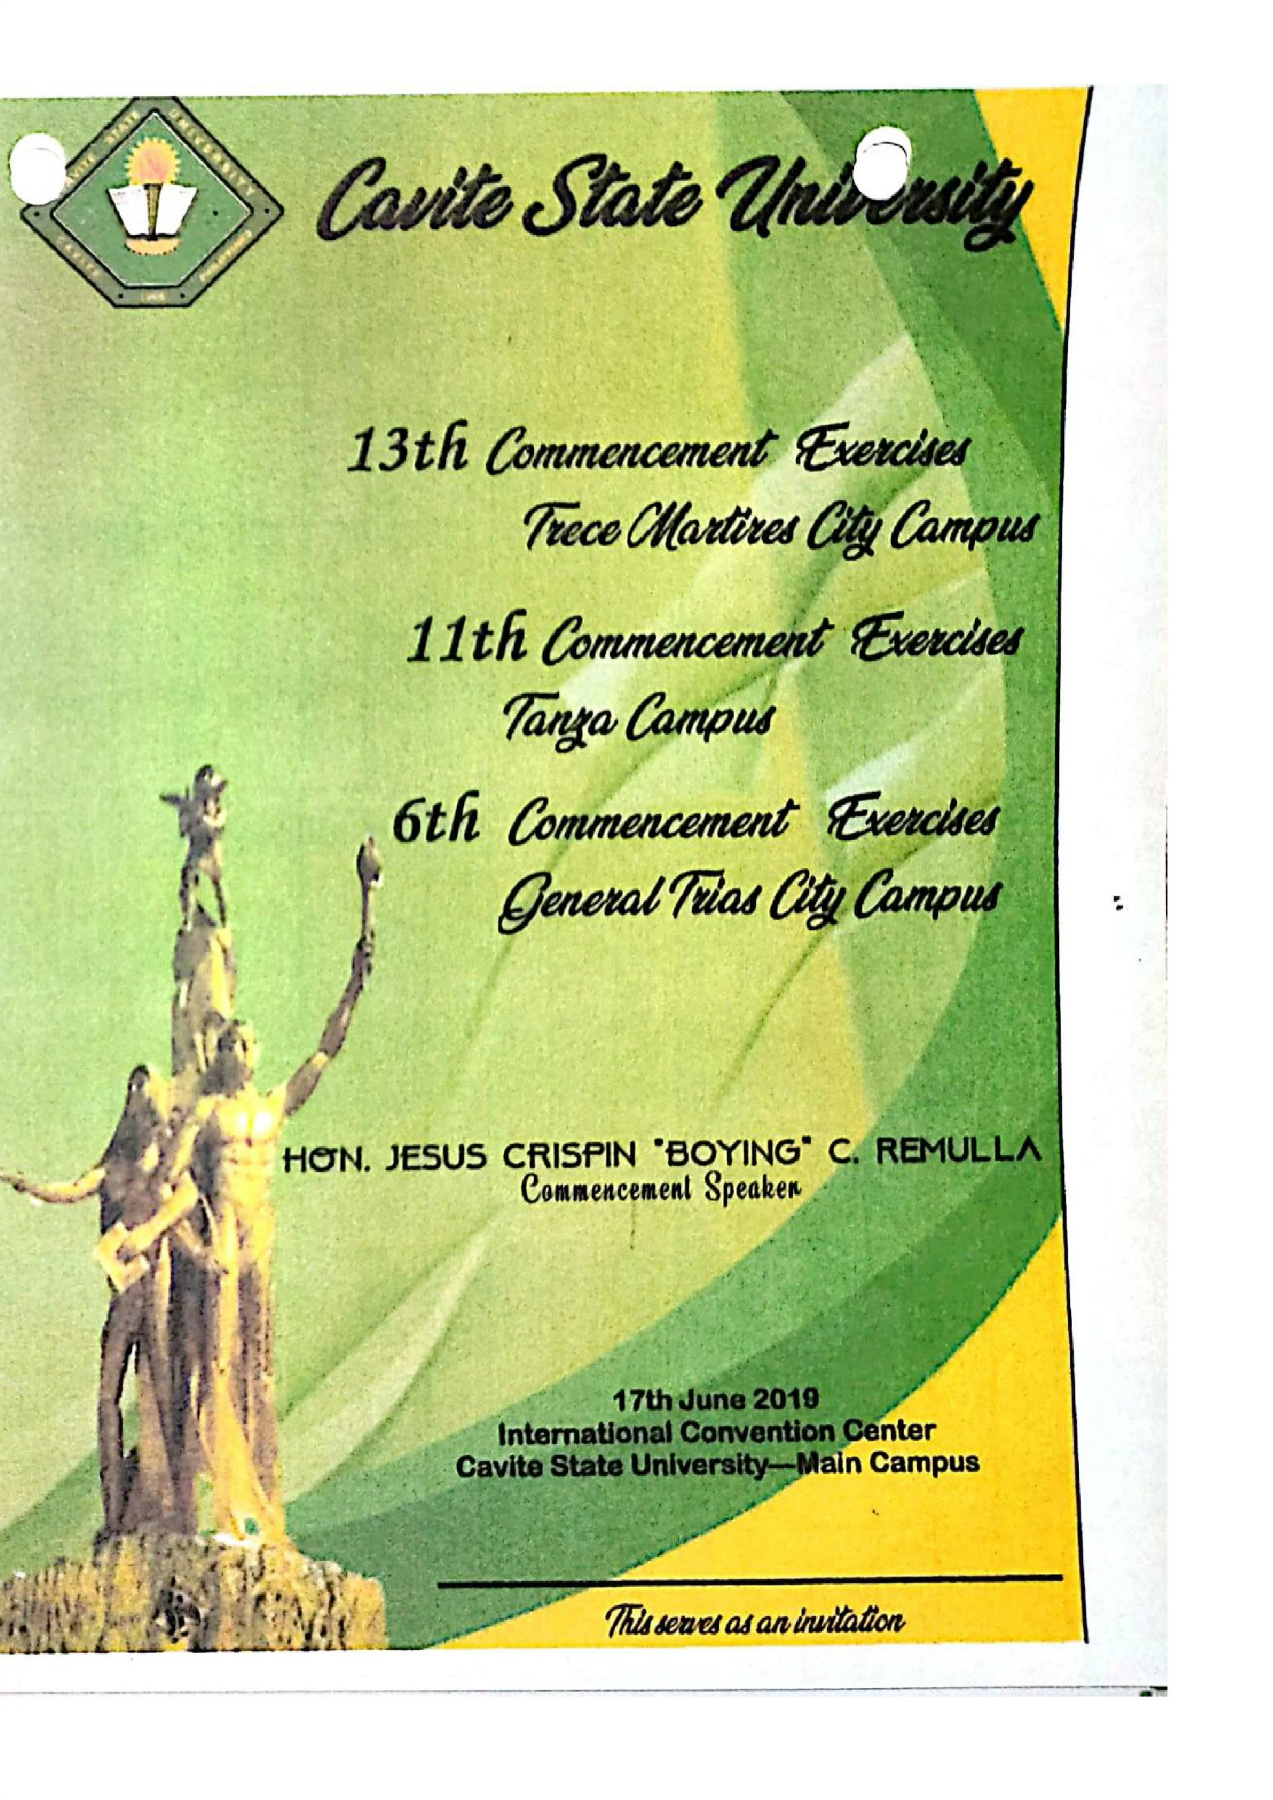 Cavite State University
13th Commencement Exercises
Trece Martires City Campus
11th Commencement Exercises
Tanza Campus
6th Commencement Exercises
General Trias City Campus
HON. JESUS CRISPIN "BOYING" C. REMULLA
Commencement Speaker
17th June 2019
International Convention Center
Cavite State University—Main Campus
This serves as an invitation